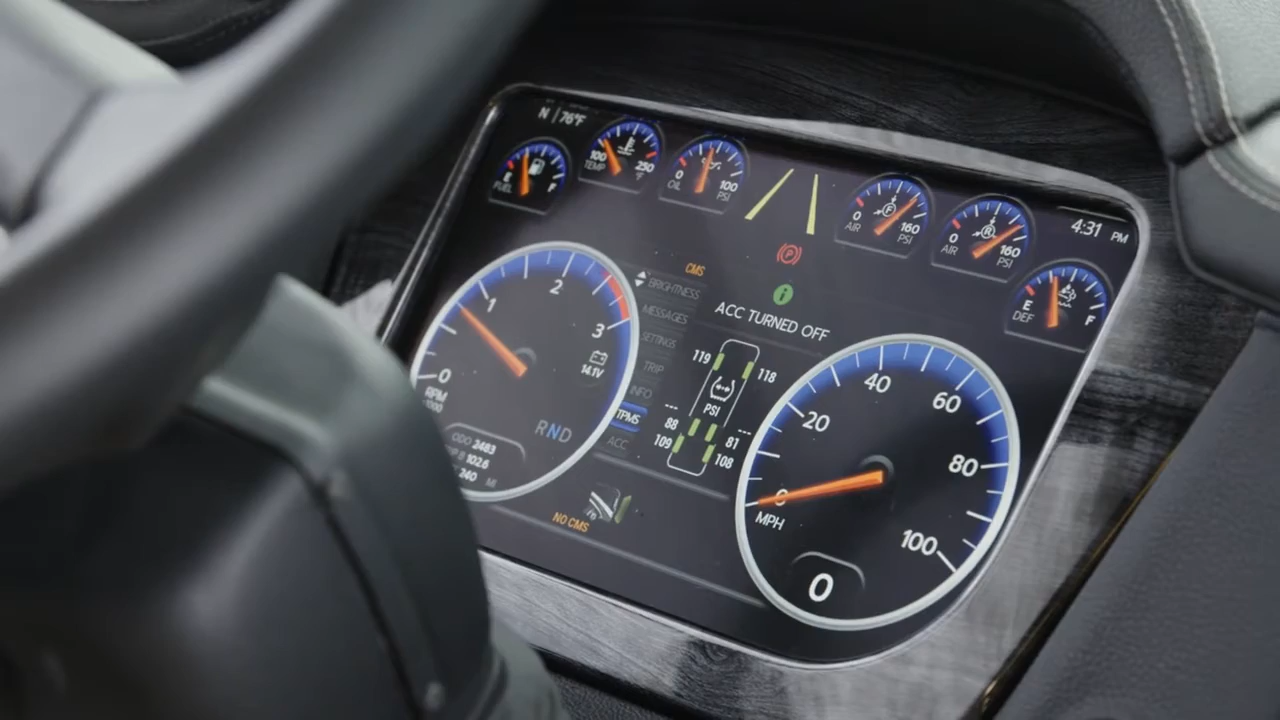 N | 76°F
E F
FUEL
100 250
TEMP °F
0 100
OIL PSI
0 F 160
AIR PSI
0 R 160
AIR PSI
4:31 PM
E F
DEF
P
i
ACC TURNED OFF
CMS
BRIGHTNESS
MESSAGES
SETTINGS
TRIP
INFO
TPMS
ACC
0 1 2 3
RPM
14.1V
RND
ODO 2483
B 102.6
240 MI
119 118
PSI
--- ---
88 81
109 108
NO CMS
0 20 40 60 80 100
MPH
0